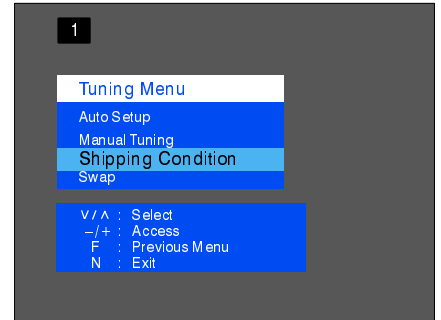 1
Tuning Menu
Auto Setup
Manual Tuning
Shipping Condition
Swap
∨/∧ : Select
–/+ : Access
F : Previous Menu
N : Exit